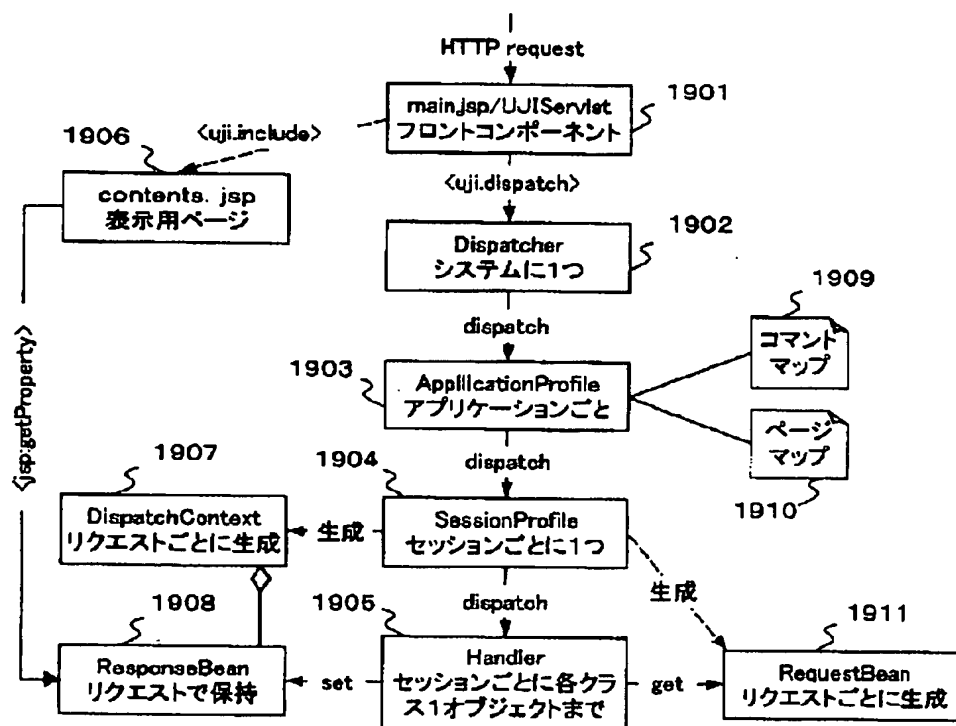 HTTP request
1901
main.jsp/UJIServlet
フロントコンポーネント
1906
<uji.include>
contents. jsp
表示用ページ
<uji.dispatch>
1902
Dispatcher
システムに1つ
1909
コマント
マップ
dispatch
1903
AppllicationProfile
アプリケーションごと
ページ
マップ
1910
<jsp:getProperty>
1907
1904
dispatch
DispatchContext
リクエストごとに生成
生成
SessionProfile
セッションごとに1つ
生成
1908
1905
dispatch
1911
ResponseBean
リクエストで保持
set
Handler
セッションごとに各クラ
ス1オブジェクトまで
get
RequestBean
リクエストごとに生成